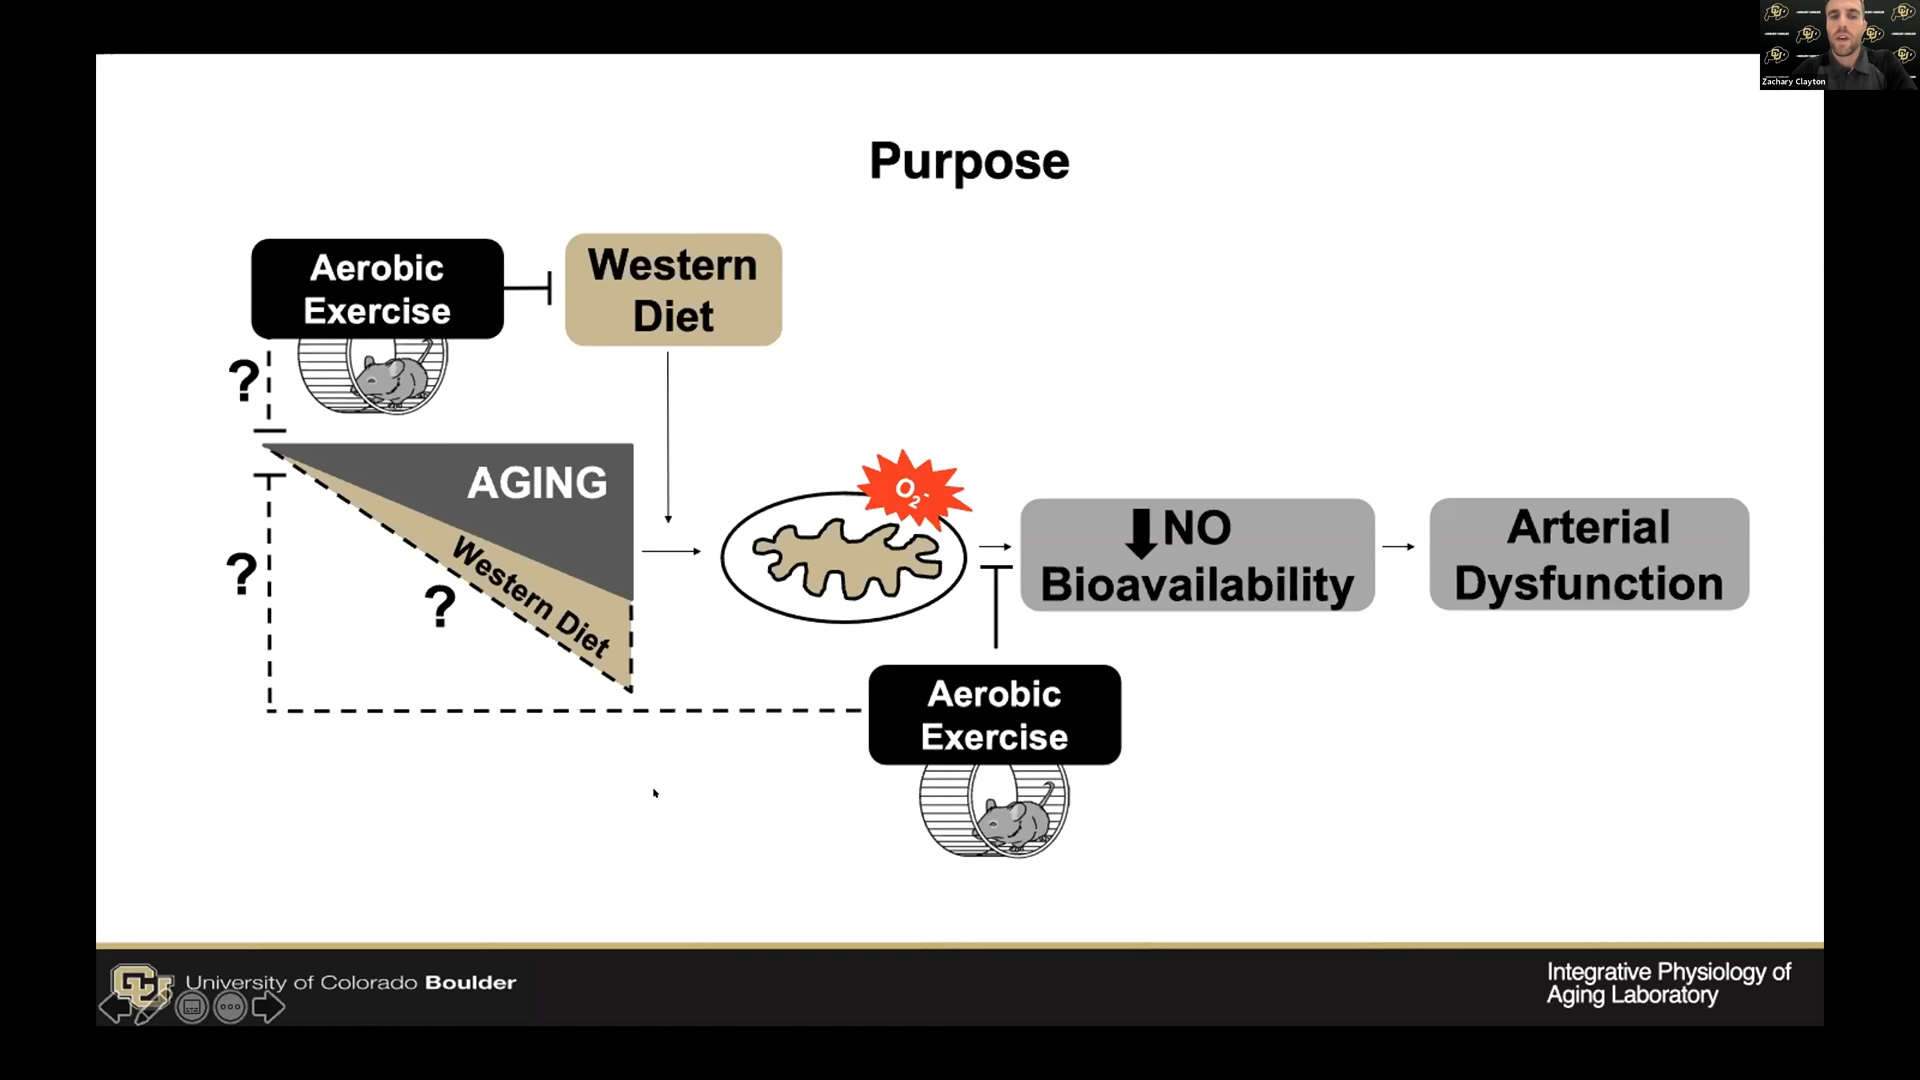 Zachary Clayton
Purpose
Aerobic
Exercise
Western
Diet
?
AGING
Western Diet
?
?
O₂·-
NO
Bioavailability
Arterial
Dysfunction
Aerobic
Exercise
University of Colorado Boulder
Integrative Physiology of
Aging Laboratory